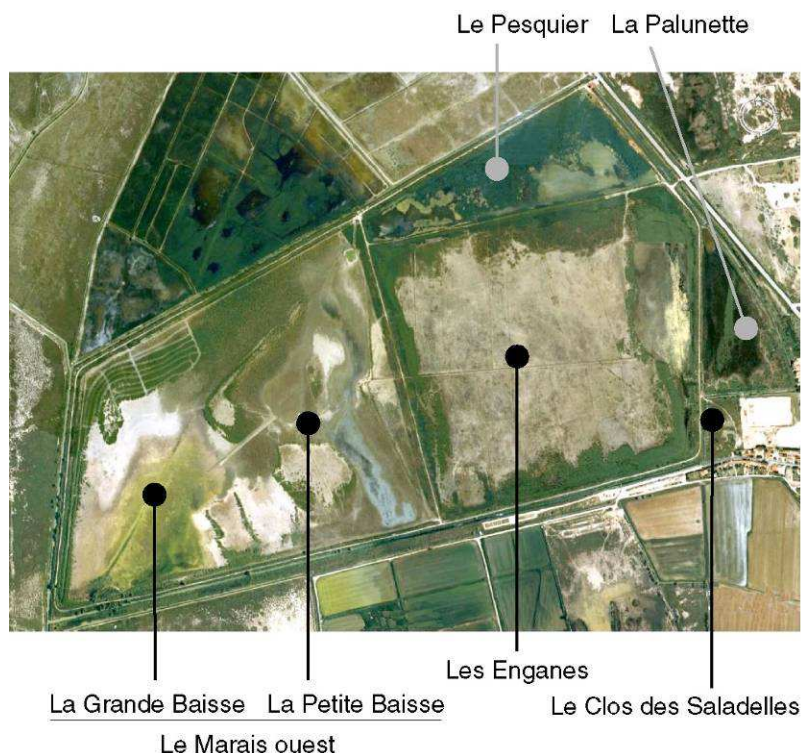 Le Pesquier La Palunette
Les Enganes
La Grande Baisse La Petite Baisse Le Clos des Saladelles
Le Marais ouest